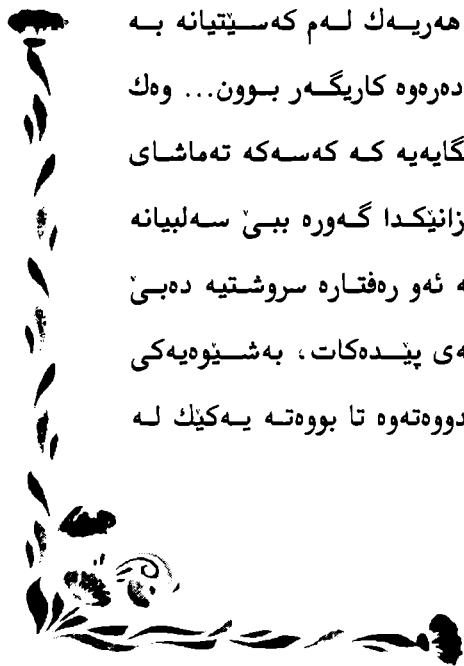 هەریەك لەم كەسێتیانە بە
دەرەوە كاریگەر بوون... وەك
گایەیە كە كەسەكە تەماشای
زانێكدا گەورە ببێ سەلبیانە
ە ئەو رەفتارە سروشتیە دەبێ
ەی پێدەكات، بەشێوەیەكی
دووەتەوە تا بووەتە یەكێك لە